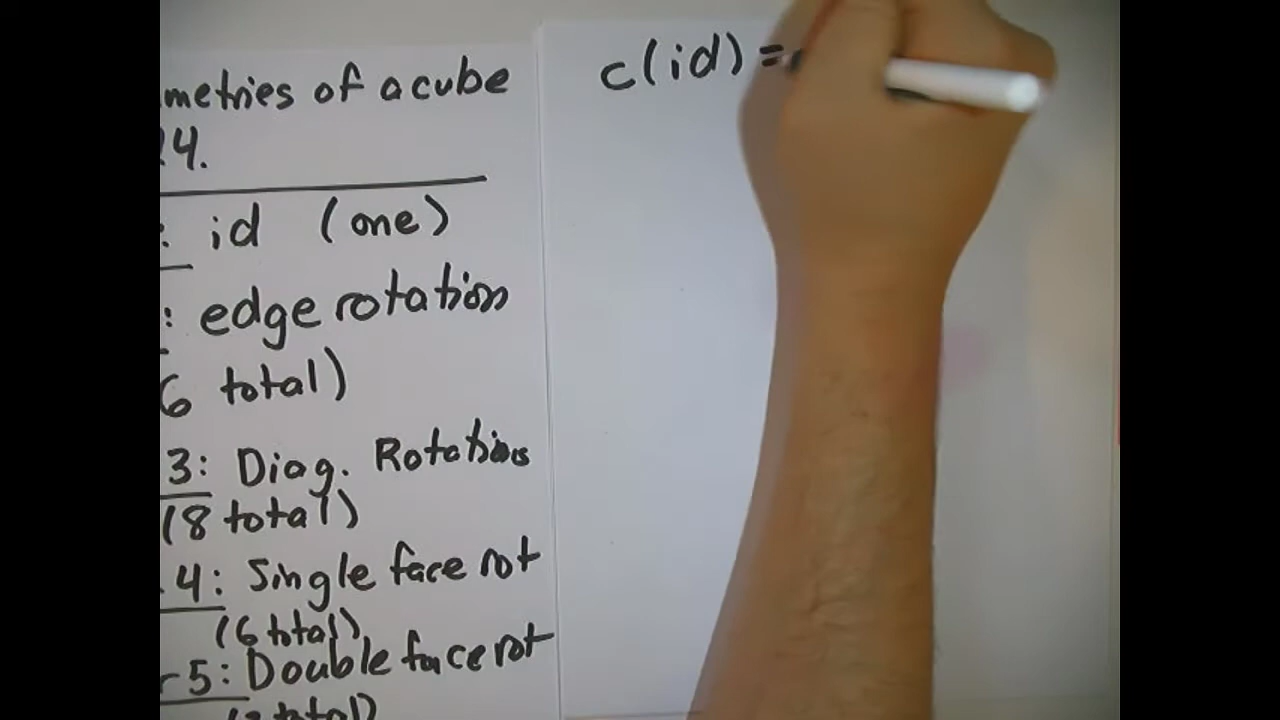 metries of a cube
24.
: id (one)
: edge rotation
6 total)
3: Diag. Rotations
(8 total)
4: Single face rot
(6 total)
-5: Double face rot
total)
c(id) =